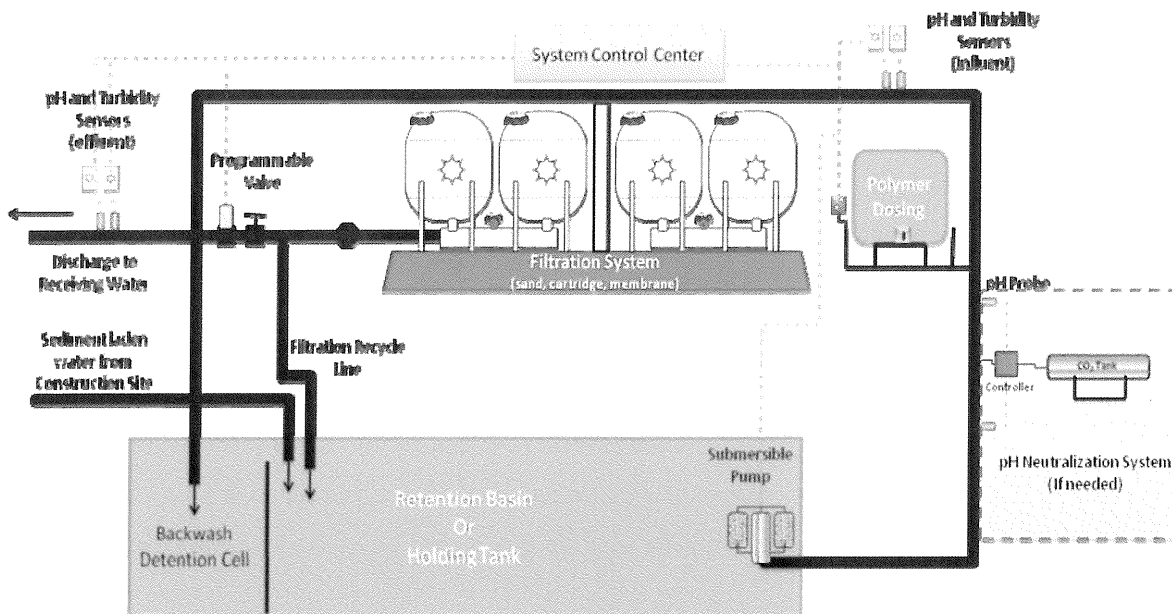 System Control Center
pH and Turbidity
Sensors
(Influent)
pH and Turbidity
Sensors
(effluent)
Programmable
Valve
Polymer
Dosing
Discharge to
Receiving Water
Filtration System
(sand, cartridge, membrane)
pH Probe
Sediment laden
water from
Construction Site
Filtration Recycle
Line
CO₂ Tank
Controller
Submersible
Pump
pH Neutralization System
(If needed)
Retention Basin
Or
Holding Tank
Backwash
Detention Cell